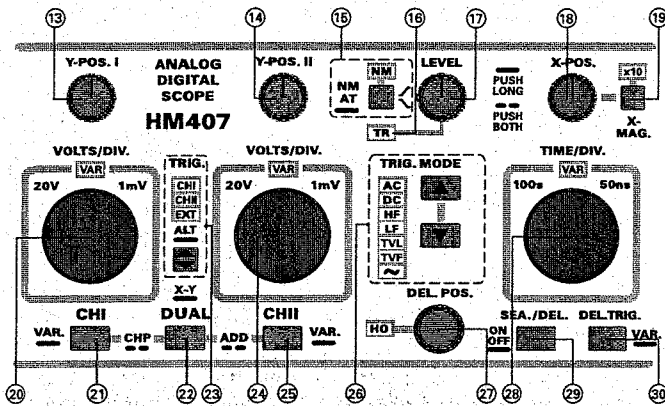 13 14 15 16 17 18 19
Y-POS. I
ANALOG
DIGITAL
SCOPE
HM407
Y-POS. II
NM
AT
NM
TR
LEVEL
PUSH
LONG
PUSH
BOTH
X-POS.
x10
X-
MAG.
VOLTS/DIV.
VAR
20V 1mV
TRIG.
CHI
CHII
EXT
ALT
X-Y
VOLTS/DIV.
VAR
20V 1mV
TRIG. MODE
AC
DC
HF
LF
TVL
TVF
~
TIME/DIV.
VAR
100s 50ns
CHI
VAR.
CHP
DUAL
ADD
CHII
VAR.
DEL. POS.
HO
ON
OFF
SEA./DEL.
DEL.TRIG.
VAR.
20 21 22 23 24 25 26 27 28 29 30